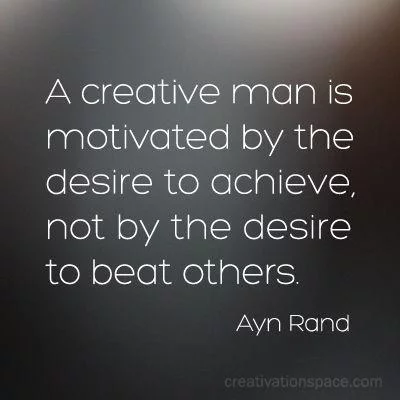 A creative man is
motivated by the
desire to achieve,
not by the desire
to beat others.
Ayn Rand
creativationspace.com